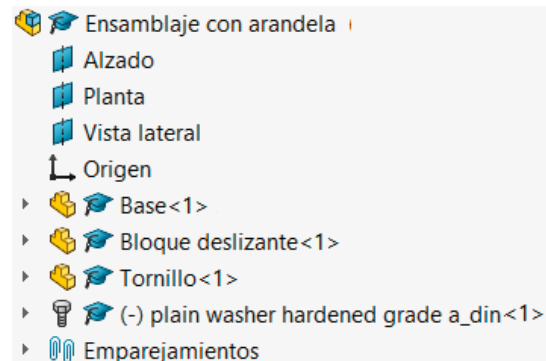 Ensamblaje con arandela (
Alzado
Planta
Vista lateral
Origen
Base<1>
Bloque deslizante<1>
Tornillo<1>
(-) plain washer hardened grade a_din<1>
Emparejamientos